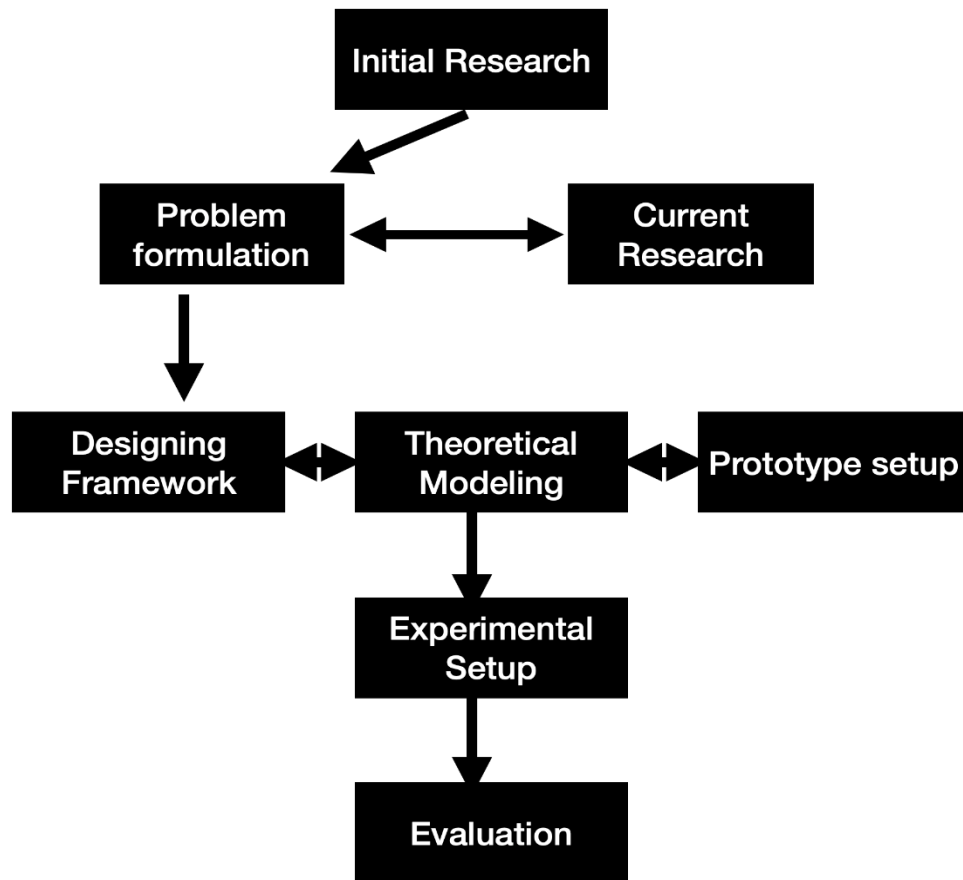 Initial Research
Problem
formulation
Current
Research
Designing
Framework
Theoretical
Modeling
Prototype setup
Experimental
Setup
Evaluation